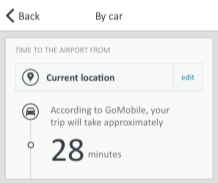 Back
By car
TIME TO THE AIRPORT FROM
Current location
edit
According to GoMobile, your
trip will take approximately
28 minutes